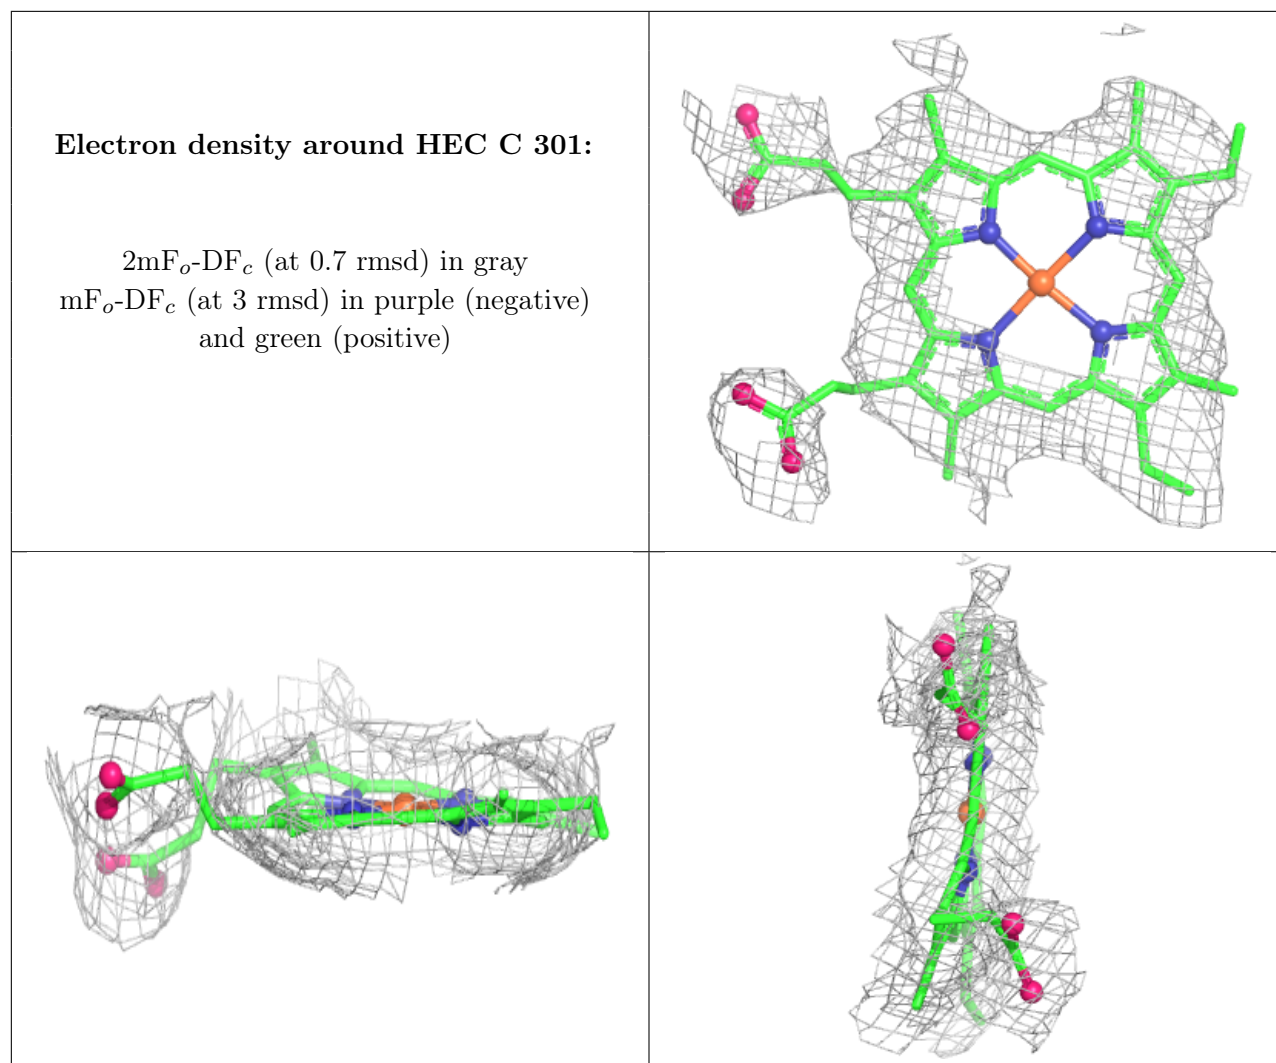 Electron density around HEC C 301:
2mFo-DFc (at 0.7 rmsd) in gray
mFo-DFc (at 3 rmsd) in purple (negative)
and green (positive)